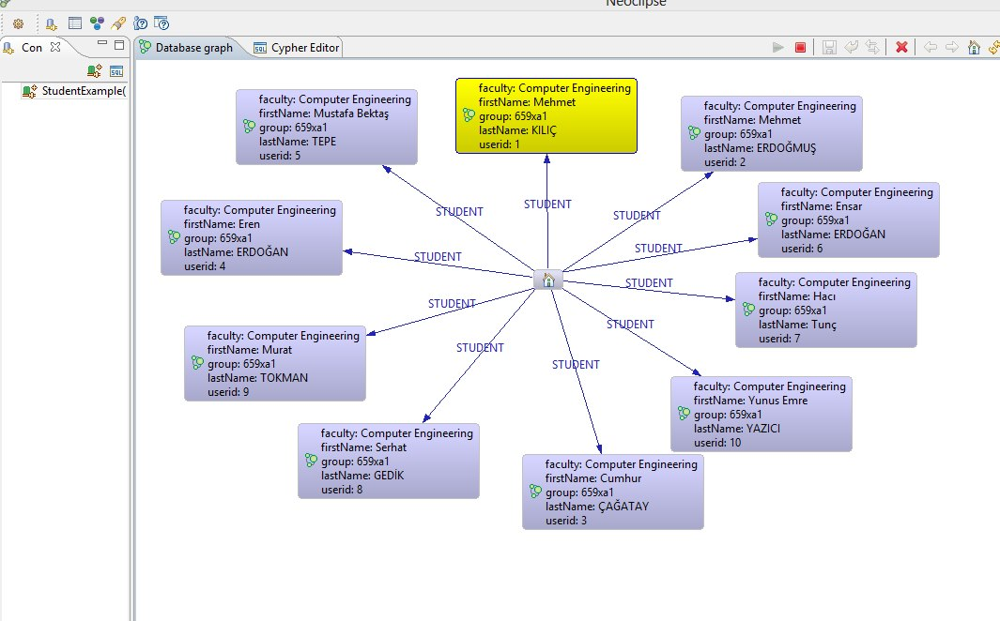 Neoclipse
Con
Database graph
Cypher Editor
SQL
SQL
StudentExample(
faculty: Computer Engineering
firstName: Mustafa Bektaş
group: 659xa1
lastName: TEPE
userid: 5
faculty: Computer Engineering
firstName: Mehmet
group: 659xa1
lastName: KILIÇ
userid: 1
faculty: Computer Engineering
firstName: Mehmet
group: 659xa1
lastName: ERDOĞMUŞ
userid: 2
faculty: Computer Engineering
firstName: Eren
group: 659xa1
lastName: ERDOĞAN
userid: 4
faculty: Computer Engineering
firstName: Ensar
group: 659xa1
lastName: ERDOĞAN
userid: 6
STUDENT
STUDENT
STUDENT
STUDENT
STUDENT
STUDENT
STUDENT
STUDENT
STUDENT
STUDENT
faculty: Computer Engineering
firstName: Hacı
group: 659xa1
lastName: Tunç
userid: 7
faculty: Computer Engineering
firstName: Murat
group: 659xa1
lastName: TOKMAN
userid: 9
faculty: Computer Engineering
firstName: Yunus Emre
group: 659xa1
lastName: YAZICI
userid: 10
faculty: Computer Engineering
firstName: Serhat
group: 659xa1
lastName: GEDİK
userid: 8
faculty: Computer Engineering
firstName: Cumhur
group: 659xa1
lastName: ÇAĞATAY
userid: 3